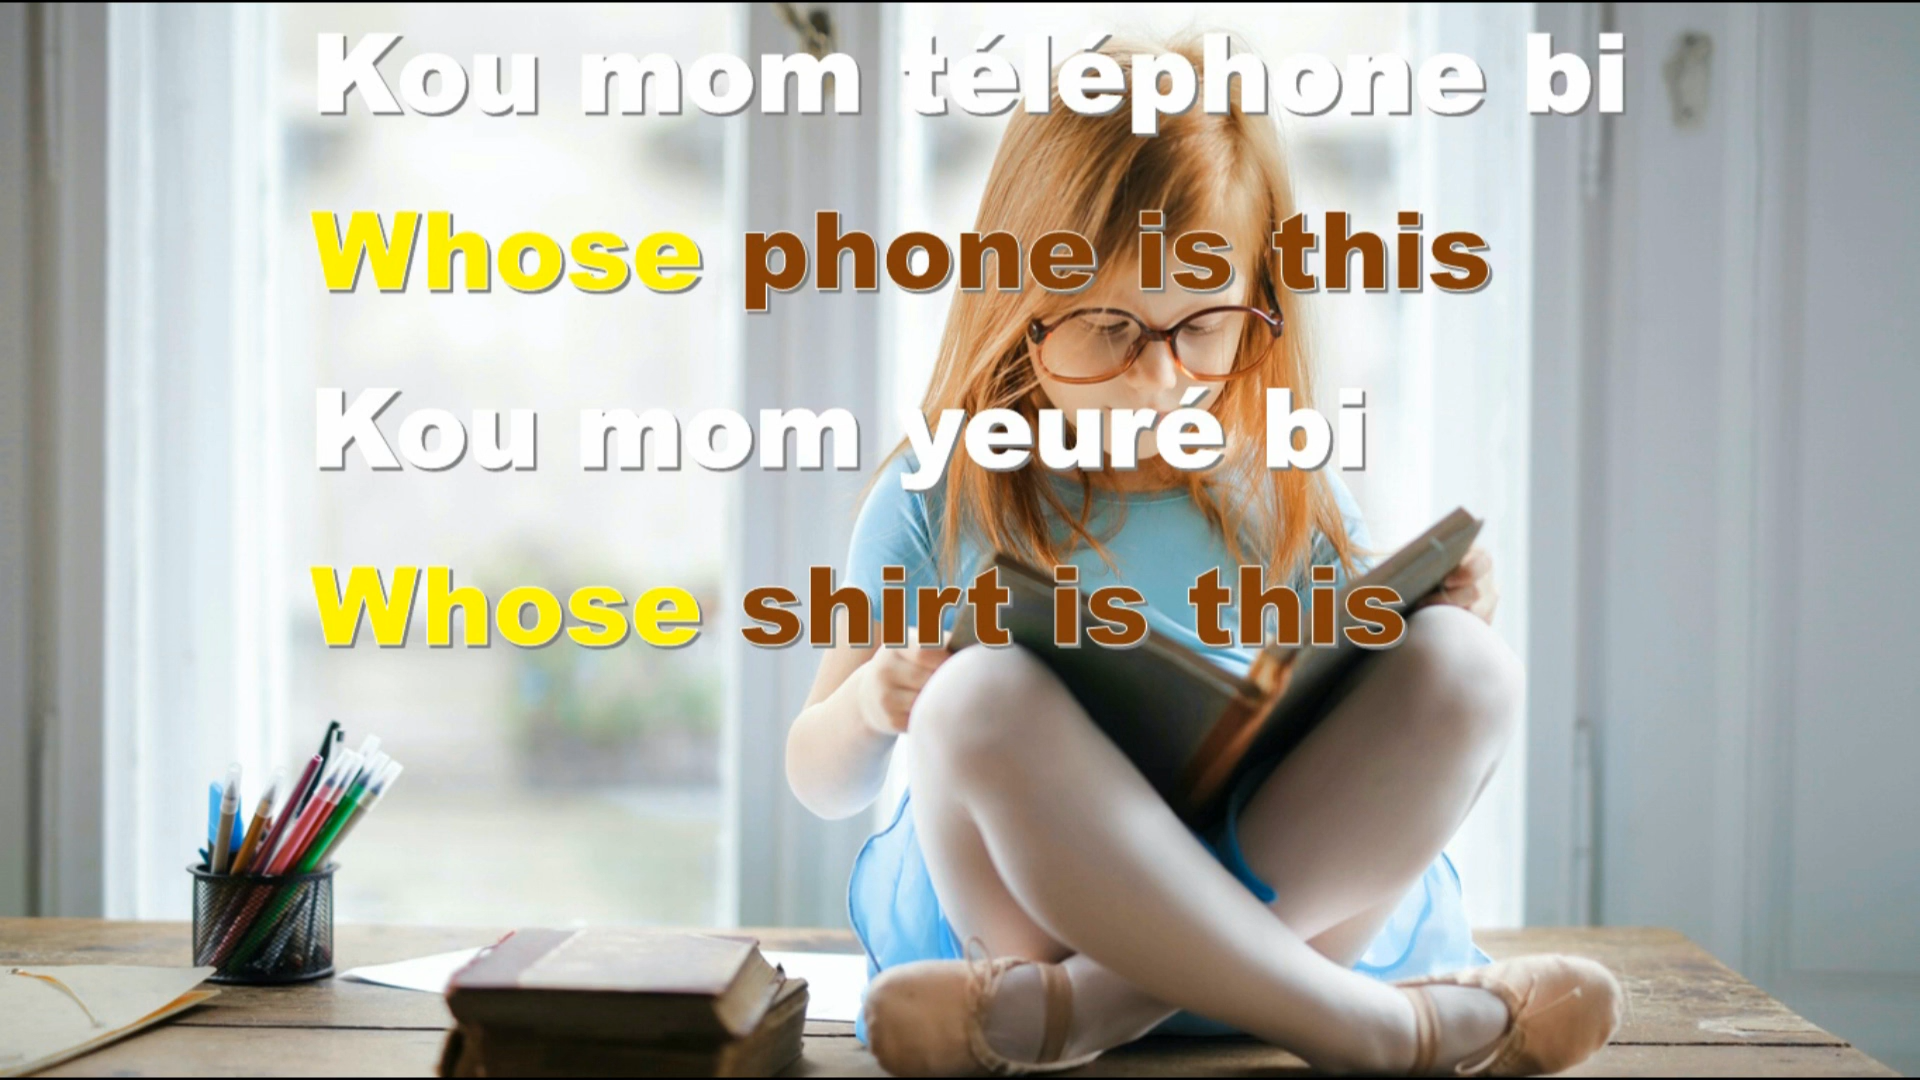 Kou mom téléphone bi
Whose phone is this
Kou mom yeuré bi
Whose shirt is this